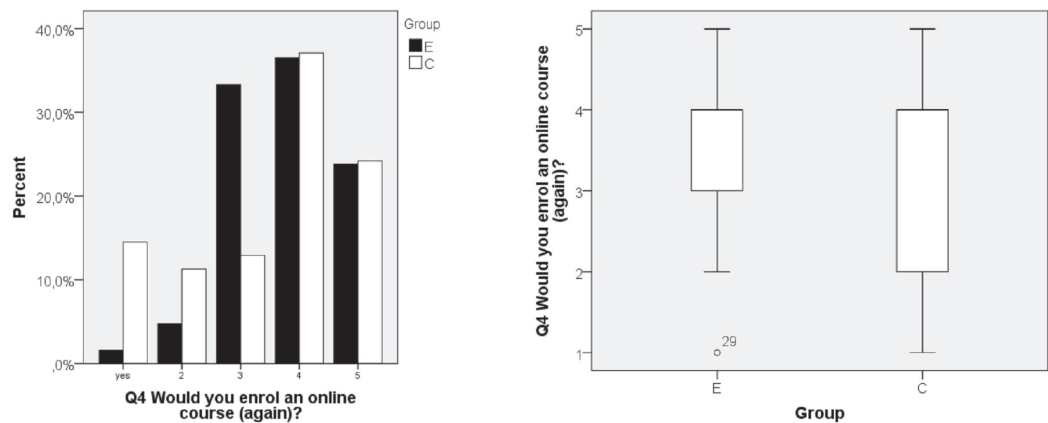 40,0%
30,0%
20,0%
10,0%
,0%
Percent
yes
2
3
4
5
Q4 Would you enrol an online
course (again)?
Group
E
C
5
4
3
2
1
Q4 Would you enrol an online course
(again)?
29
E
C
Group